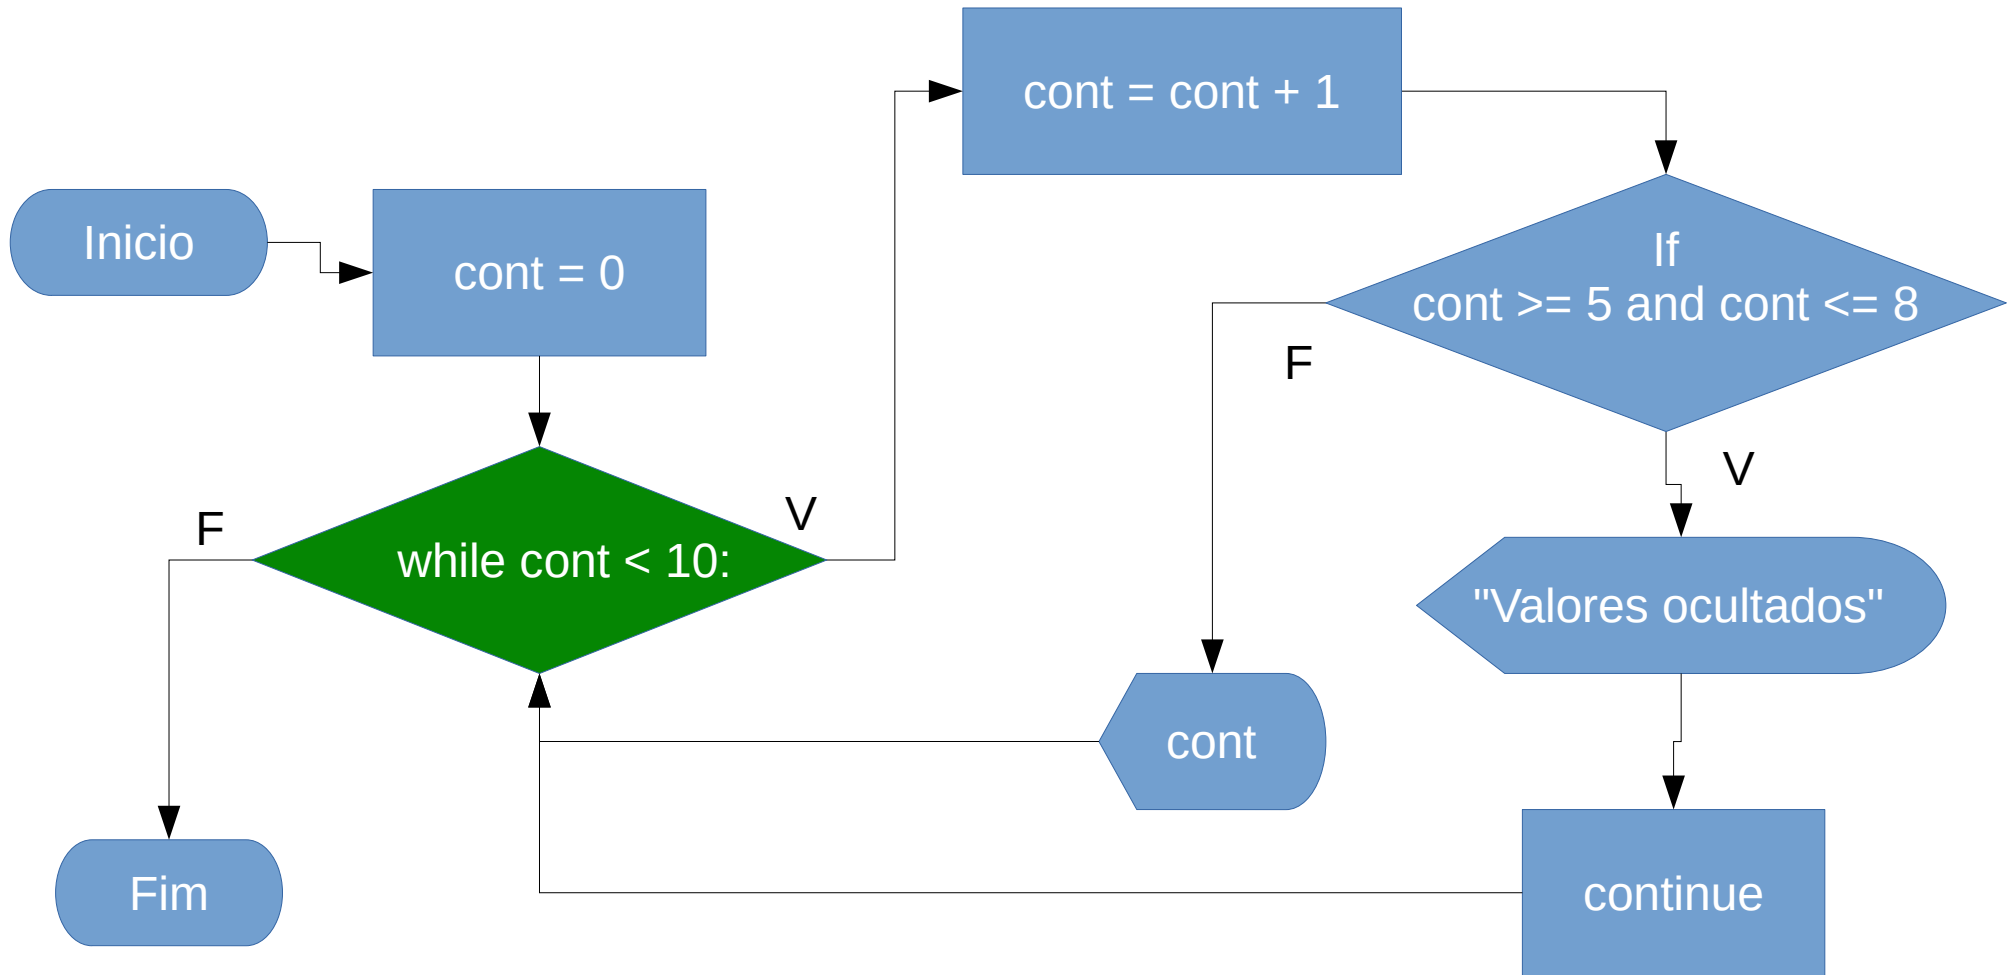 Inicio
cont = 0
while cont < 10:
F
V
Fim
cont = cont + 1
If
cont >= 5 and cont <= 8
F
V
cont
"Valores ocultados"
continue